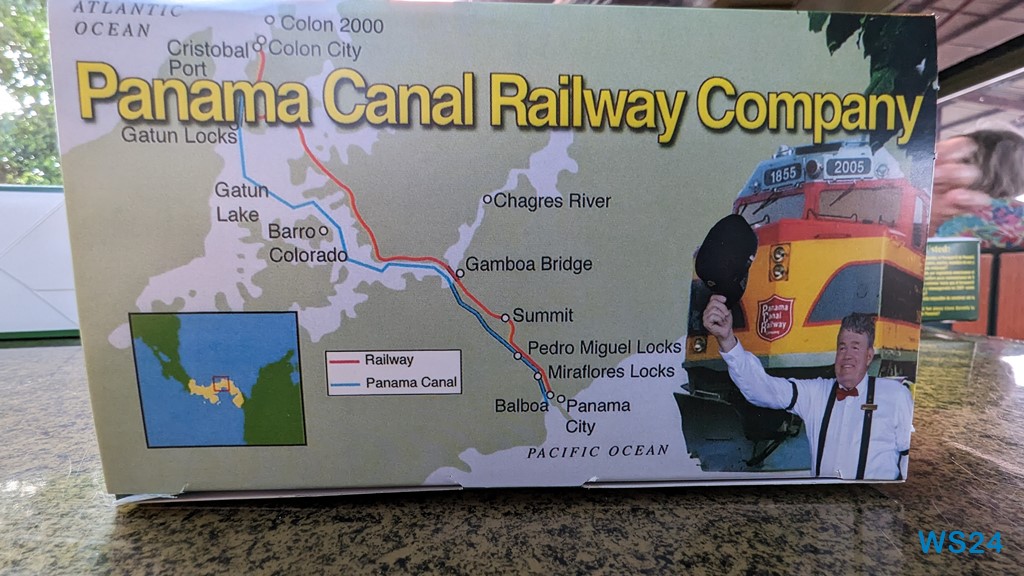 ATLANTIC
OCEAN
Colon 2000
Cristobal
Port
Colon City
Panama Canal Railway Company
Gatun Locks
1855
2005
Gatun
Lake
Chagres River
Barro
Colorado
Gamboa Bridge
Summit
Panama
Canal
Railway
Pedro Miguel Locks
Railway
Miraflores Locks
Panama Canal
Balboa
Panama
City
PACIFIC OCEAN
WS24